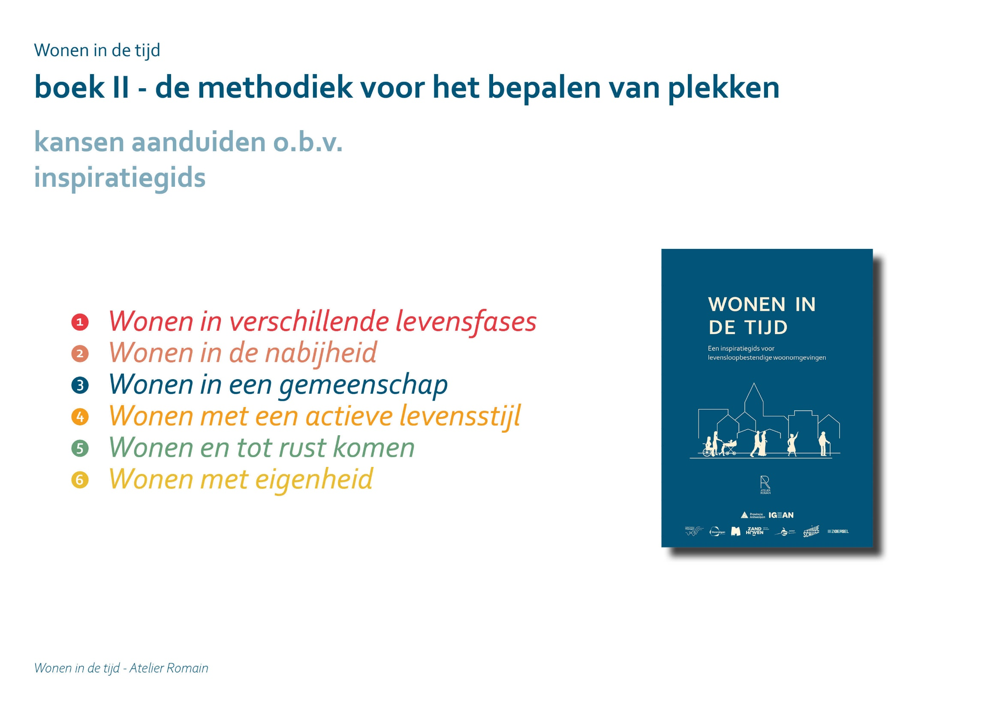 Wonen in de tijd
boek II - de methodiek voor het bepalen van plekken
kansen aanduiden o.b.v.
inspiratiegids
1 Wonen in verschillende levensfases
2 Wonen in de nabijheid
3 Wonen in een gemeenschap
4 Wonen met een actieve levensstijl
5 Wonen en tot rust komen
6 Wonen met eigenheid
WONEN IN
DE TIJD
Een inspiratiegids voor
levensloopbestendige woonomgevingen
R
ATELIER
ROMAIN
Provincie
Antwerpen
IGEAN
Wijnegem
Wommelgem
ZAND
HOVEN
SCHILDE
ZOERSEL
Wonen in de tijd - Atelier Romain